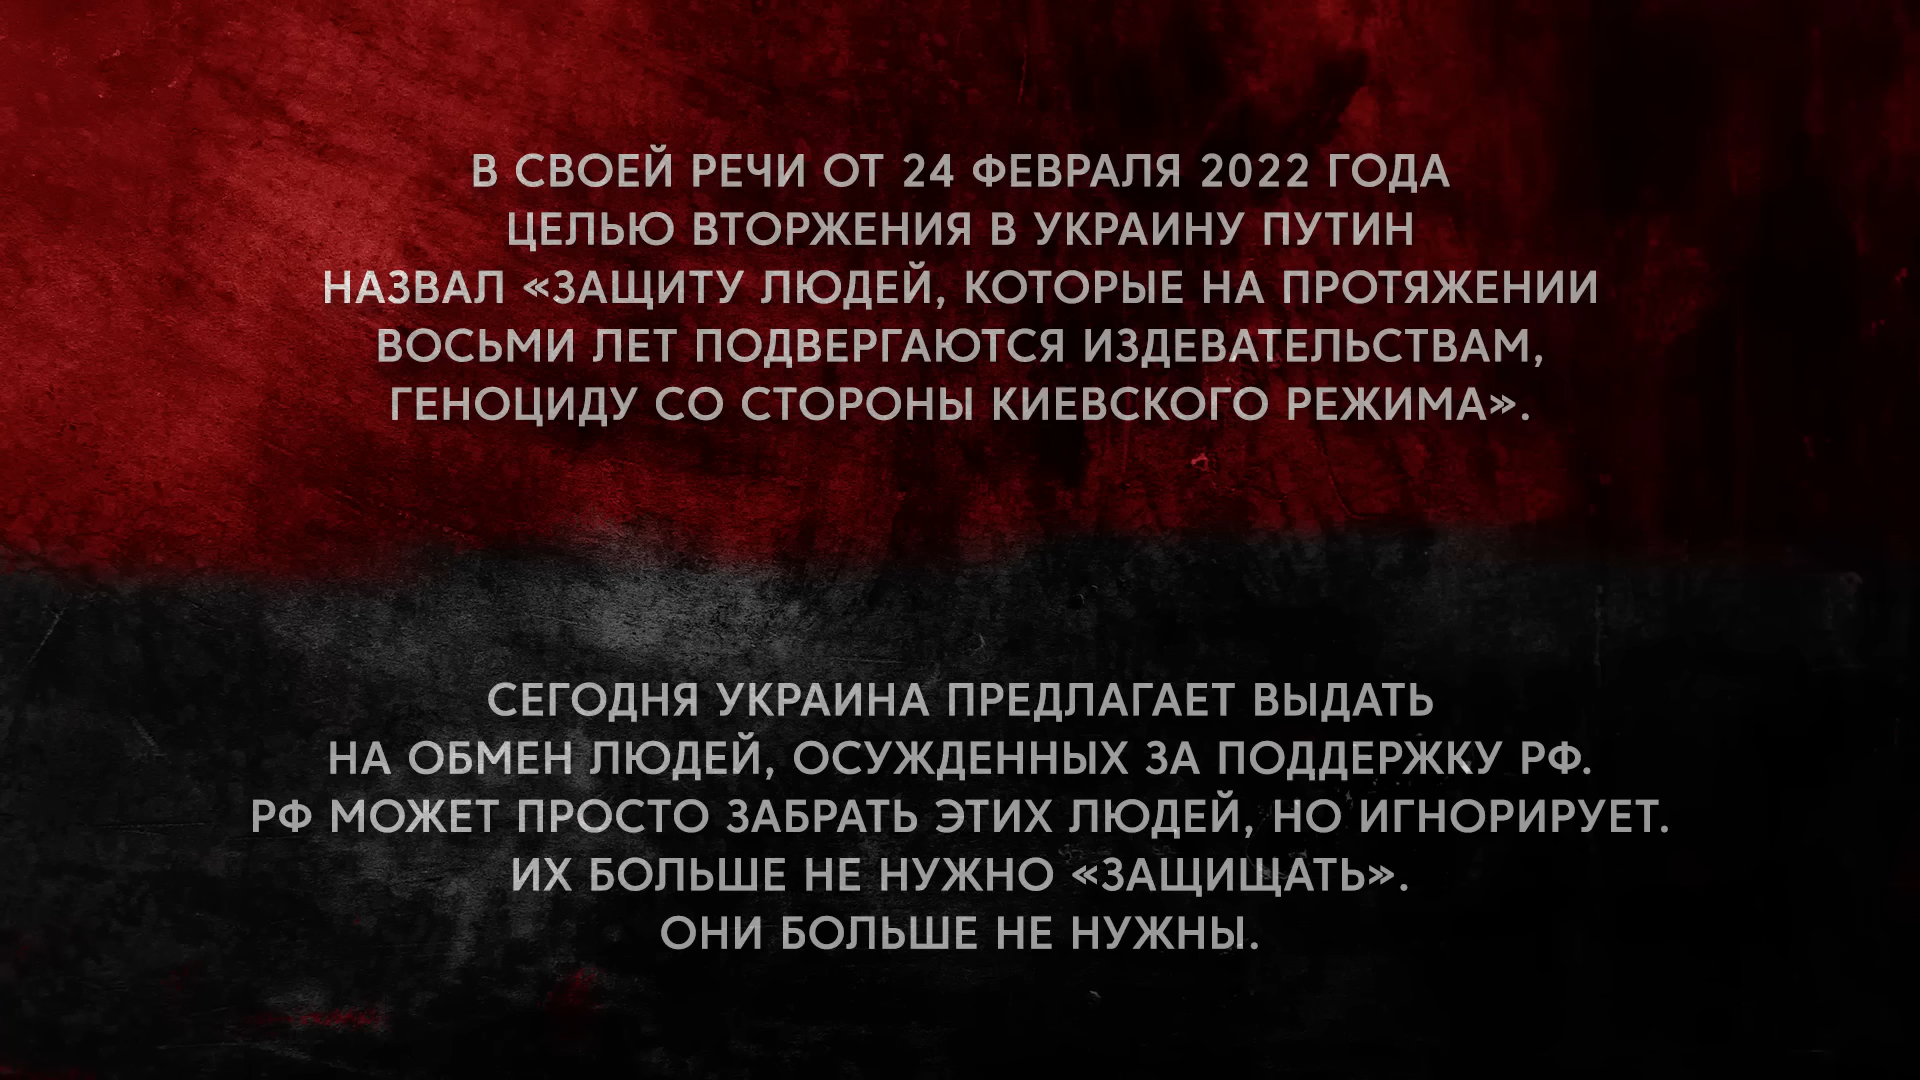 В СВОЕЙ РЕЧИ ОТ 24 ФЕВРАЛЯ 2022 ГОДА
ЦЕЛЬЮ ВТОРЖЕНИЯ В УКРАИНУ ПУТИН
НАЗВАЛ «ЗАЩИТУ ЛЮДЕЙ, КОТОРЫЕ НА ПРОТЯЖЕНИИ
ВОСЬМИ ЛЕТ ПОДВЕРГАЮТСЯ ИЗДЕВАТЕЛЬСТВАМ,
ГЕНОЦИДУ СО СТОРОНЫ КИЕВСКОГО РЕЖИМА».
СЕГОДНЯ УКРАИНА ПРЕДЛАГАЕТ ВЫДАТЬ
НА ОБМЕН ЛЮДЕЙ, ОСУЖДЕННЫХ ЗА ПОДДЕРЖКУ РФ.
РФ МОЖЕТ ПРОСТО ЗАБРАТЬ ЭТИХ ЛЮДЕЙ, НО ИГНОРИРУЕТ.
ИХ БОЛЬШЕ НЕ НУЖНО «ЗАЩИЩАТЬ».
ОНИ БОЛЬШЕ НЕ НУЖНЫ.